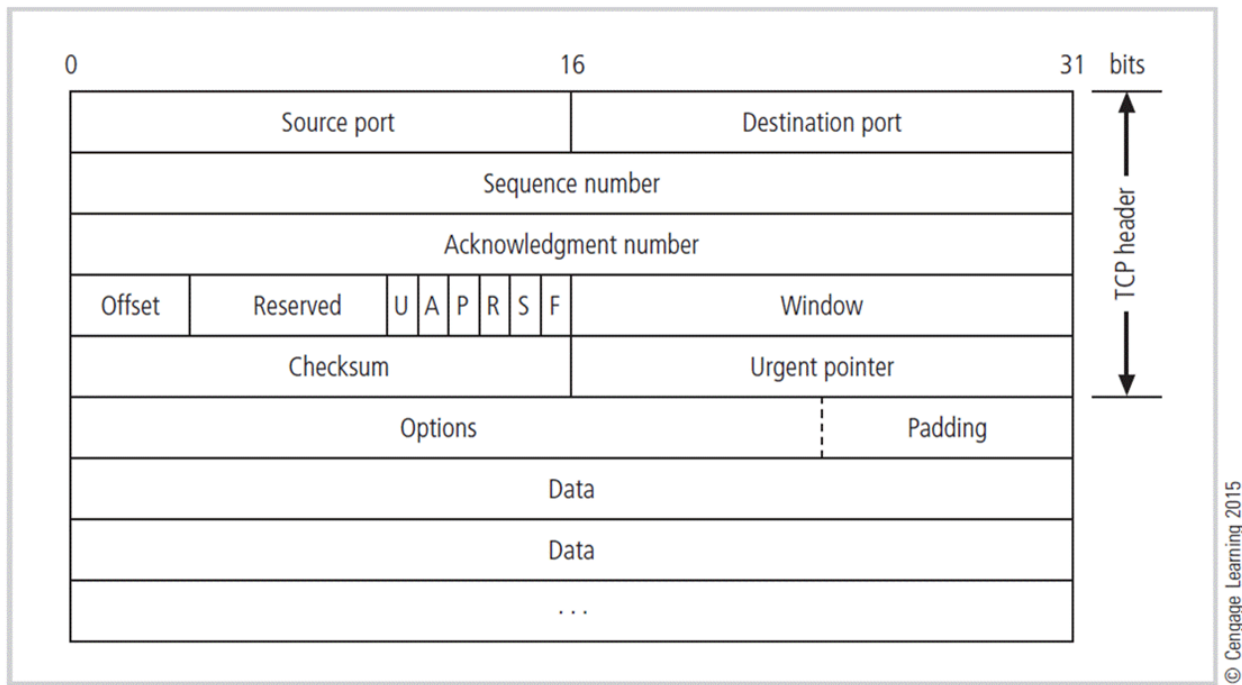 0 16 31 bits
Source port Destination port
Sequence number
Acknowledgment number
Offset Reserved U A P R S F Window
Checksum Urgent pointer
Options Padding
Data
Data
. . .
TCP header
© Cengage Learning 2015